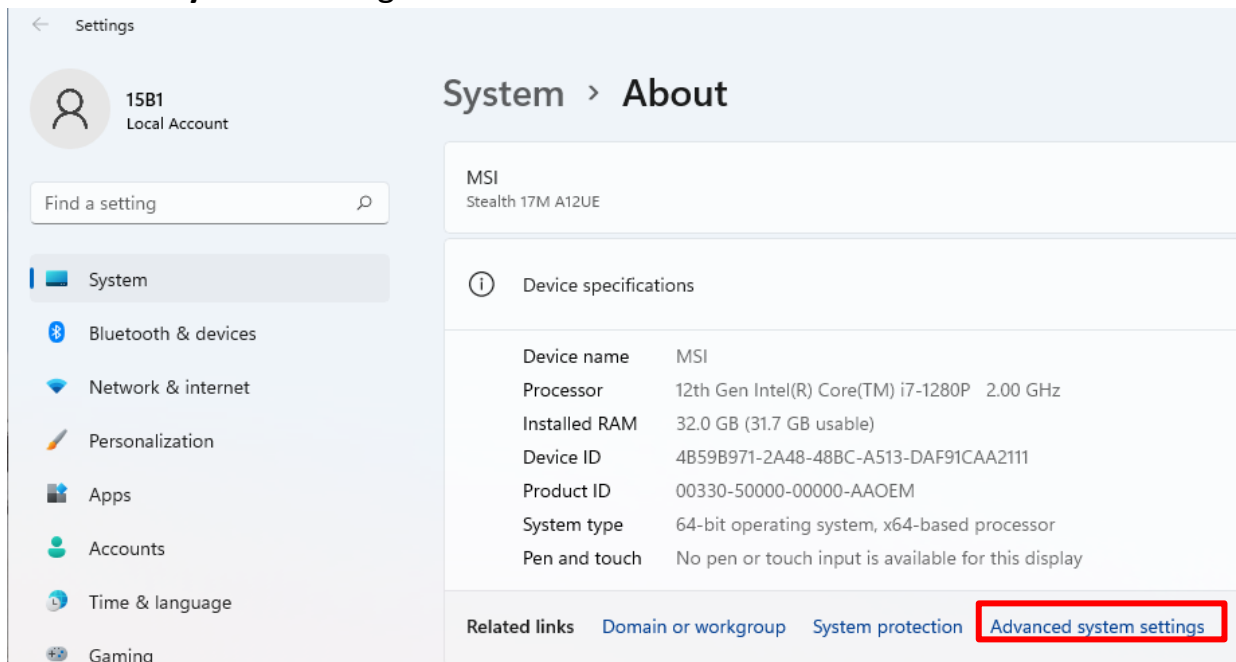 Settings
15B1
Local Account
Find a setting
System
Bluetooth & devices
Network & internet
Personalization
Apps
Accounts
Time & language
Gaming
System > About
MSI
Stealth 17M A12UE
Device specifications
Device name MSI
Processor 12th Gen Intel(R) Core(TM) i7-1280P 2.00 GHz
Installed RAM 32.0 GB (31.7 GB usable)
Device ID 4B59B971-2A48-48BC-A513-DAF91CAA2111
Product ID 00330-50000-00000-AAOEM
System type 64-bit operating system, x64-based processor
Pen and touch No pen or touch input is available for this display
Related links Domain or workgroup System protection Advanced system settings